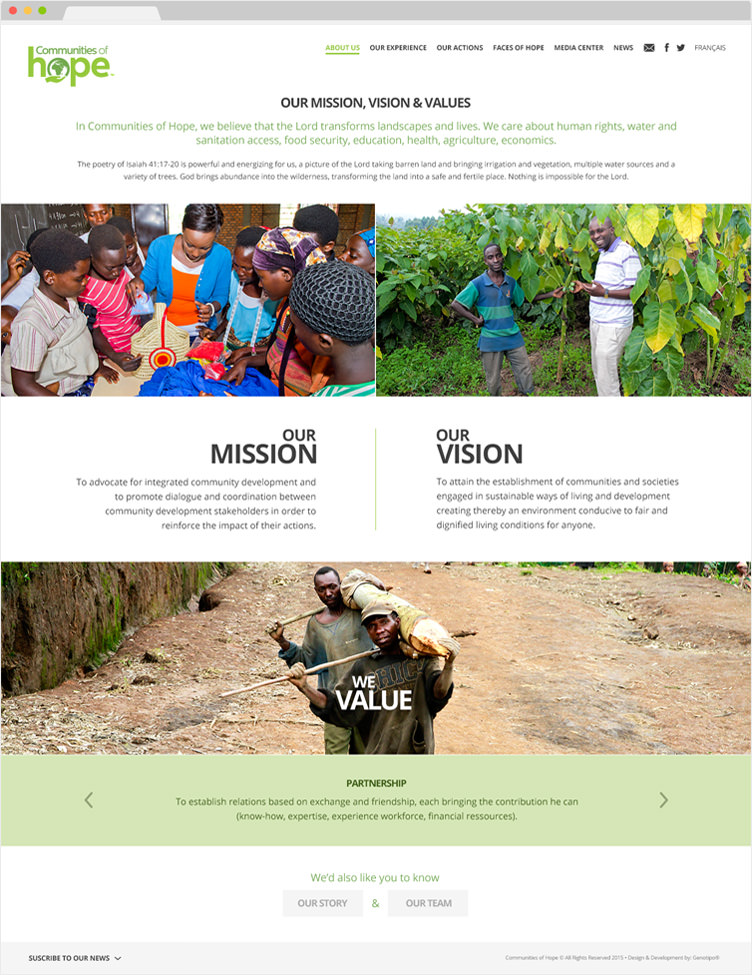 Communities of
hope™
ABOUT US OUR EXPERIENCE OUR ACTIONS FACES OF HOPE MEDIA CENTER NEWS FRANÇAIS
OUR MISSION, VISION & VALUES
In Communities of Hope, we believe that the Lord transforms landscapes and lives. We care about human rights, water and
sanitation access, food security, education, health, agriculture, economics.
The poetry of Isaiah 41:17-20 is powerful and energizing for us, a picture of the Lord taking barren land and bringing irrigation and vegetation, multiple water sources and a
variety of trees. God brings abundance into the wilderness, transforming the land into a safe and fertile place. Nothing is impossible for the Lord.
OUR
MISSION
To advocate for integrated community development and
to promote dialogue and coordination between
community development stakeholders in order to
reinforce the impact of their actions.
OUR
VISION
To attain the establishment of communities and societies
engaged in sustainable ways of living and development
creating thereby an environment conducive to fair and
dignified living conditions for anyone.
WE
VALUE
PARTNERSHIP
To establish relations based on exchange and friendship, each bringing the contribution he can
(know-how, expertise, experience workforce, financial ressources).
We'd also like you to know
OUR STORY & OUR TEAM
SUSCRIBE TO OUR NEWS
Communities of Hope © All Rights Reserved 2015 • Design & Development by: Genotipo®